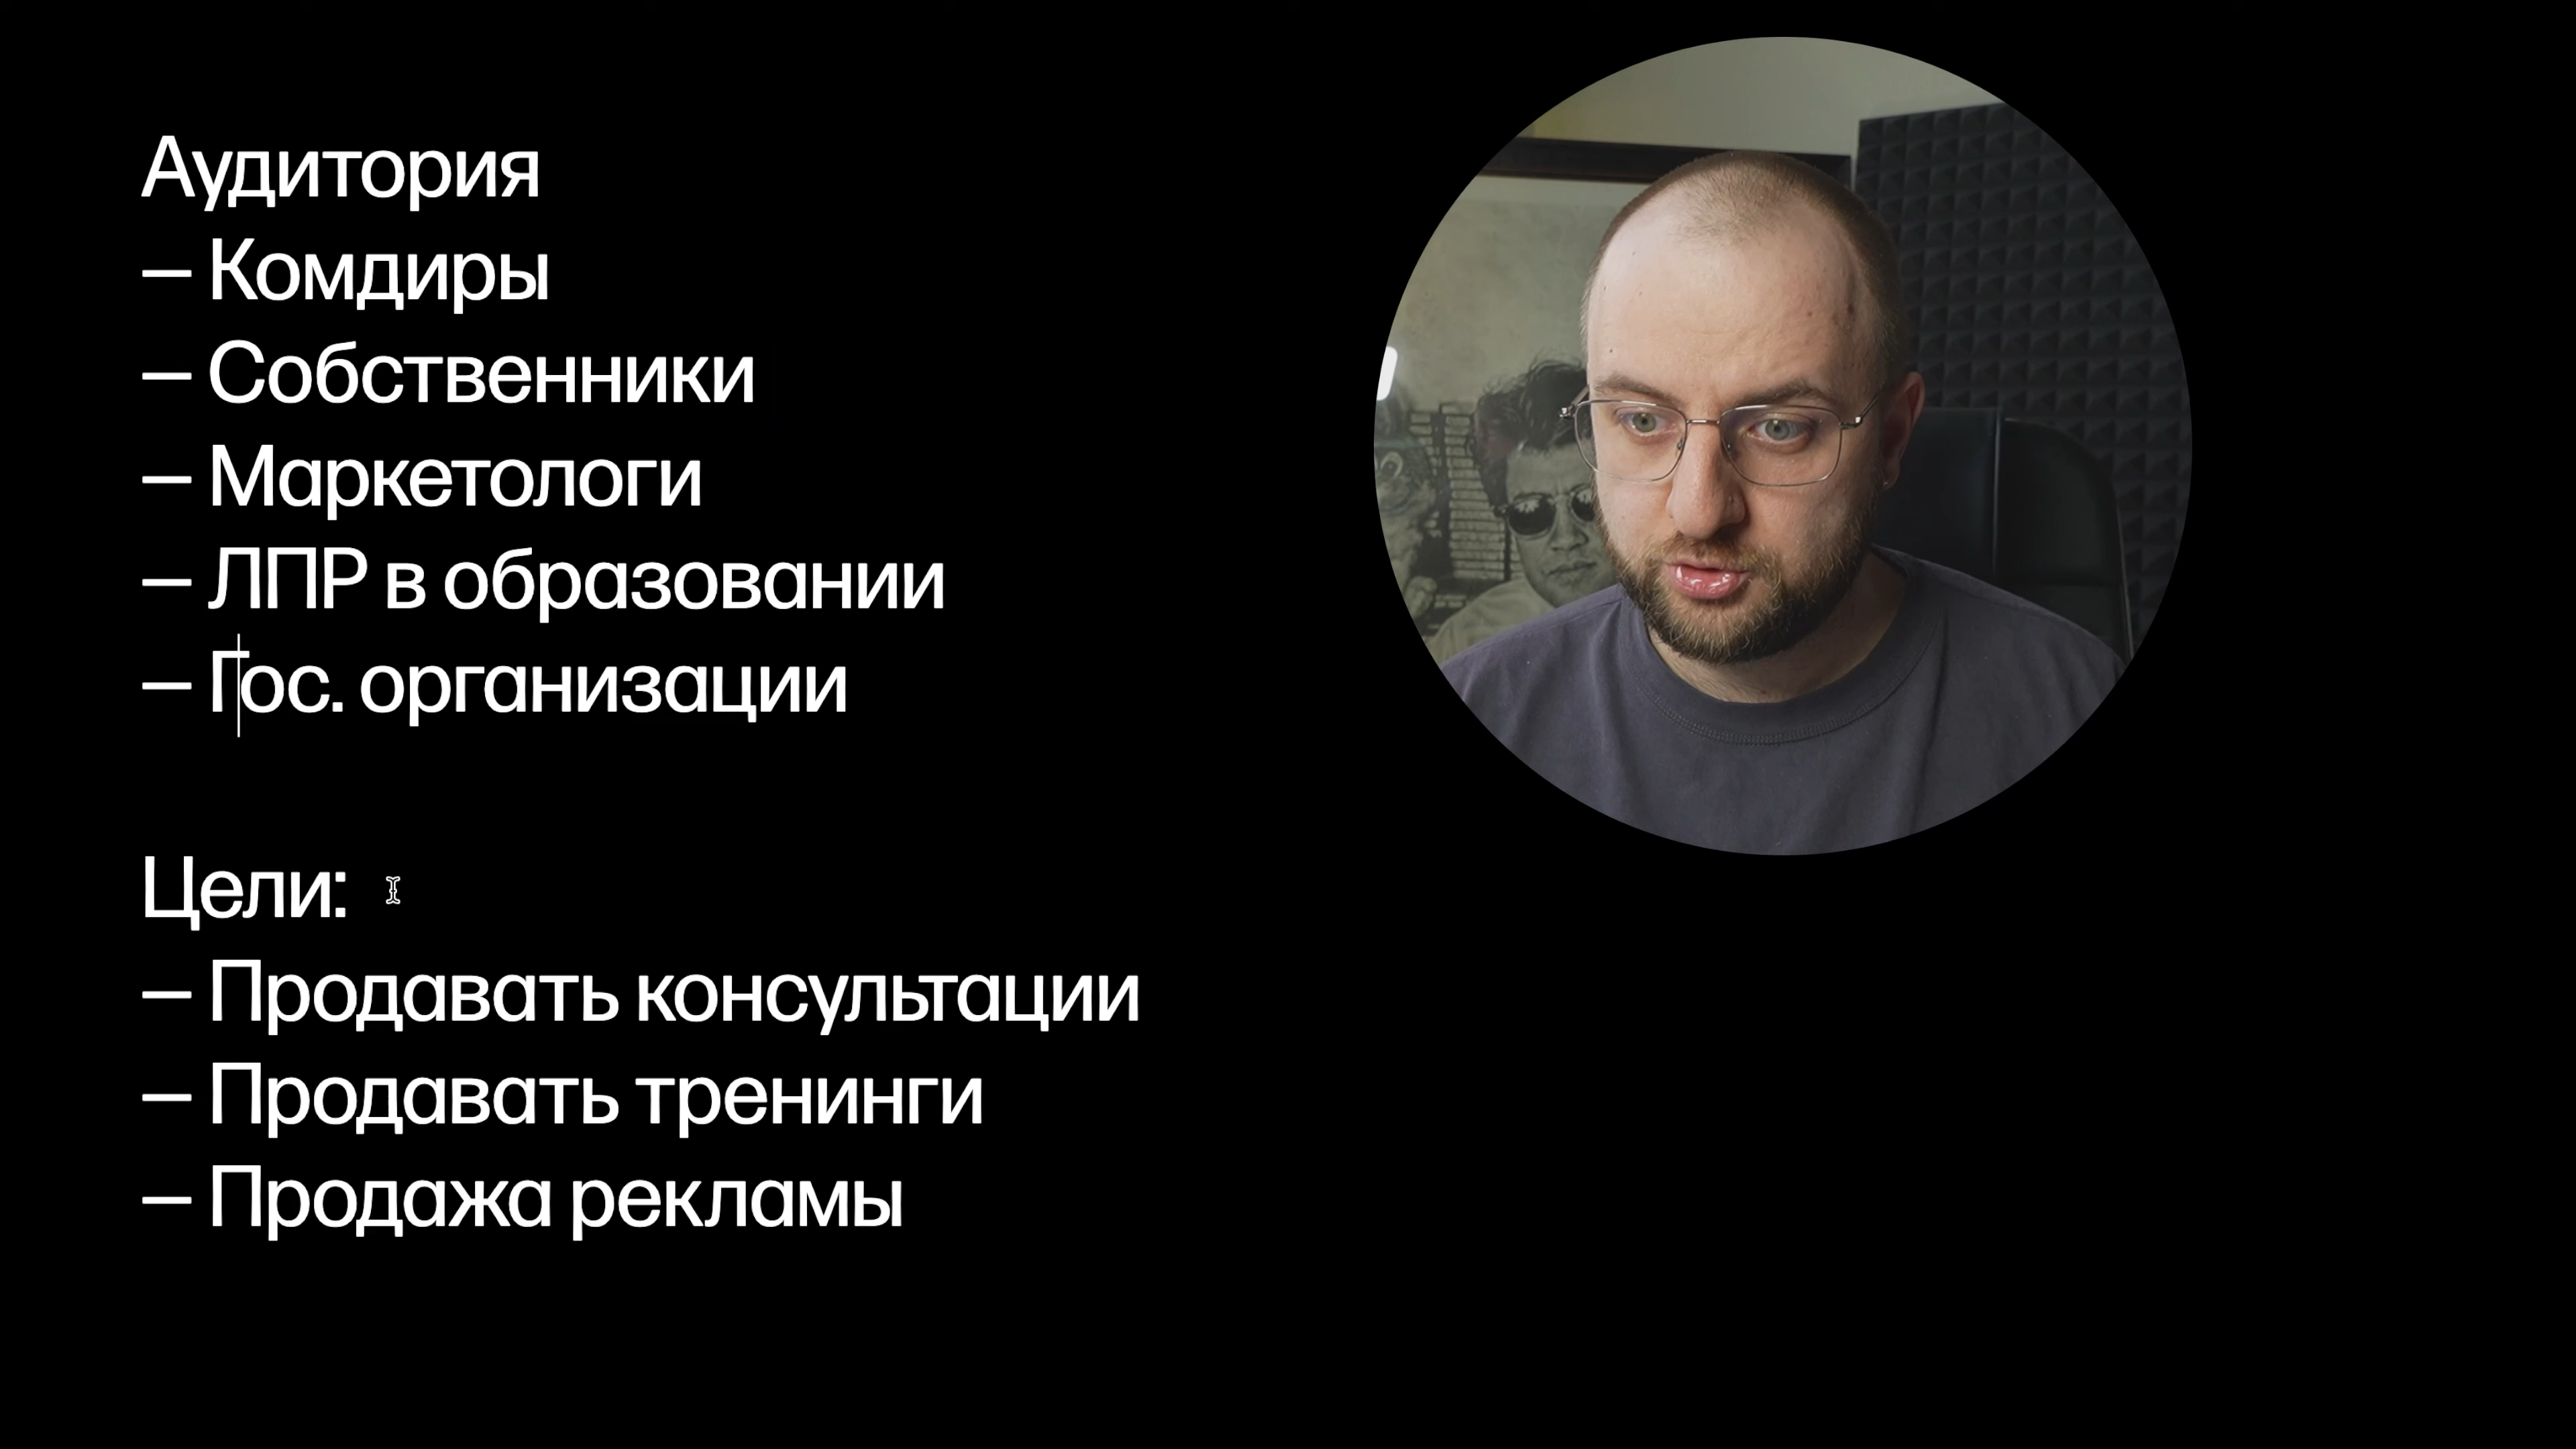 Аудитория
— Комдиры
— Собственники
— Маркетологи
— ЛПР в образовании
— Гос. организации
Цели:
— Продавать консультации
— Продавать тренинги
— Продажа рекламы